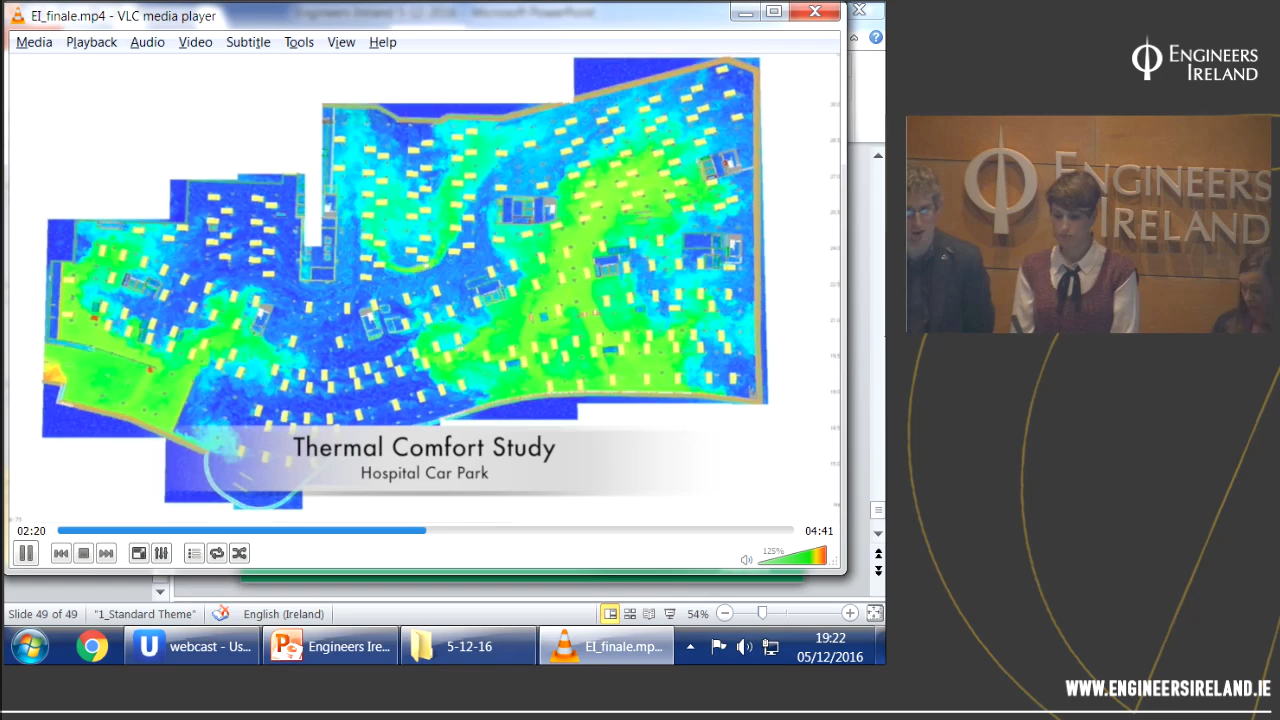 EI_finale.mp4 - VLC media player
Media Playback Audio Video Subtitle Tools View Help
Thermal Comfort Study
Hospital Car Park
02:20
04:41
125%
Slide 49 of 49 "1_Standard Theme" English (Ireland) 54%
webcast - Us... Engineers Ire... 5-12-16 EI_finale.mp...
19:22
05/12/2016
ENGINEERS
IRELAND
ENGINEERS
IRELAND
WWW.ENGINEERSIRELAND.IE